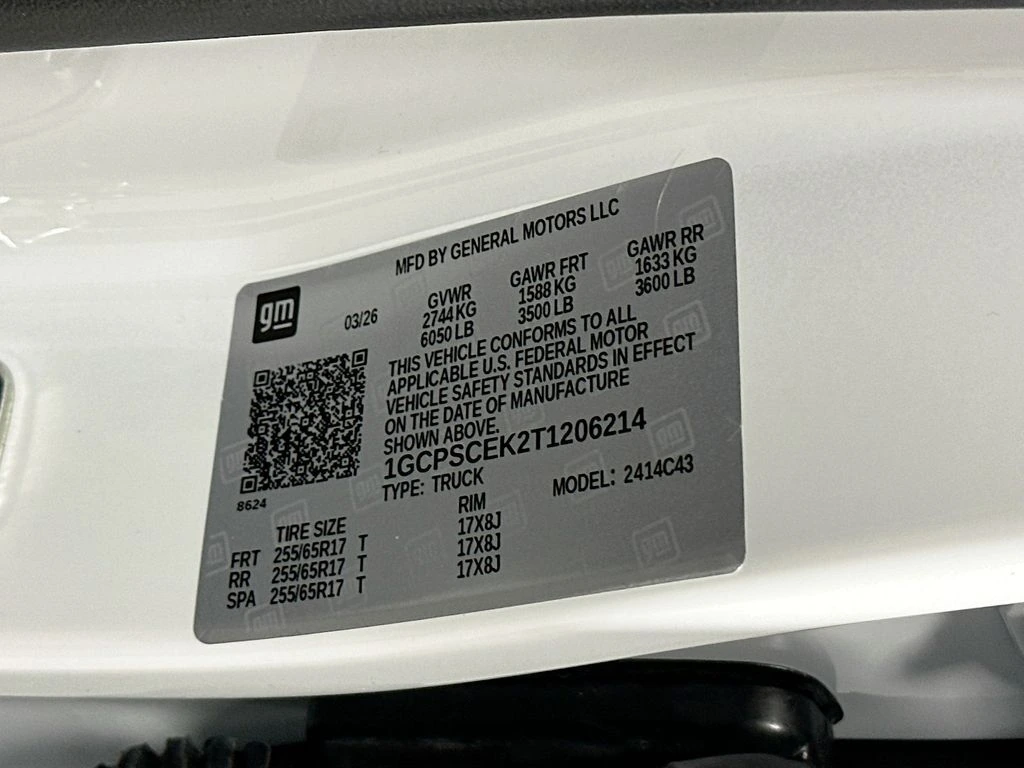 MFD BY GENERAL MOTORS LLC
gm
03/26
GVWR
2744 KG
6050 LB
GAWR FRT
1588 KG
3500 LB
GAWR RR
1633 KG
3600 LB
THIS VEHICLE CONFORMS TO ALL
APPLICABLE U.S. FEDERAL MOTOR
VEHICLE SAFETY STANDARDS IN EFFECT
ON THE DATE OF MANUFACTURE
SHOWN ABOVE.
1GCPSCEK2T1206214
TYPE: TRUCK
MODEL: 2414C43
8624
TIRE SIZE RIM
FRT 255/65R17 T 17X8J
RR 255/65R17 T 17X8J
SPA 255/65R17 T 17X8J